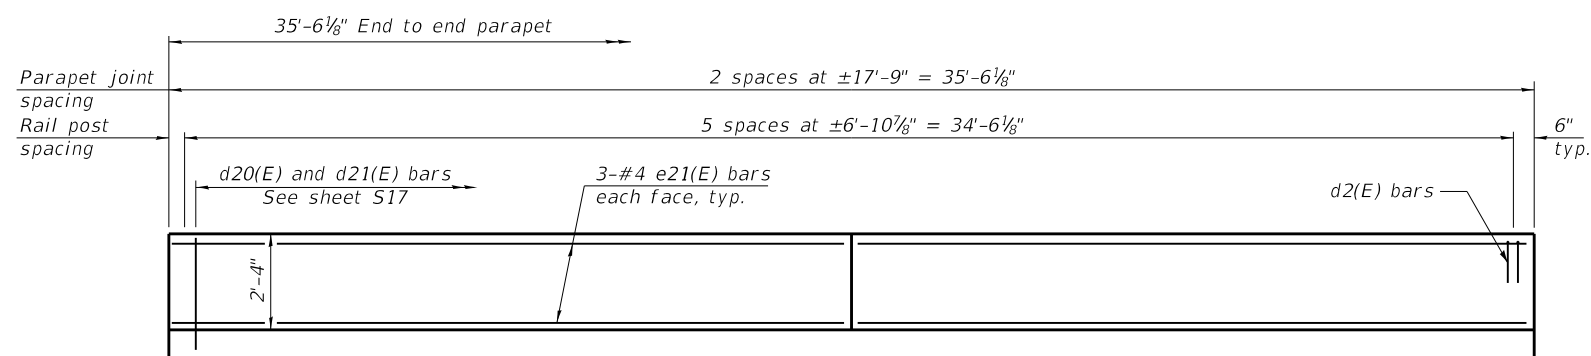 35'-6⅛" End to end parapet
Parapet joint
spacing
2 spaces at ±17'-9" = 35'-6⅛"
Rail post
spacing
5 spaces at ±6'-10⅞" = 34'-6⅛"
6"
typ.
d20(E) and d21(E) bars
See sheet S17
3-#4 e21(E) bars
each face, typ.
d2(E) bars
2'-4"